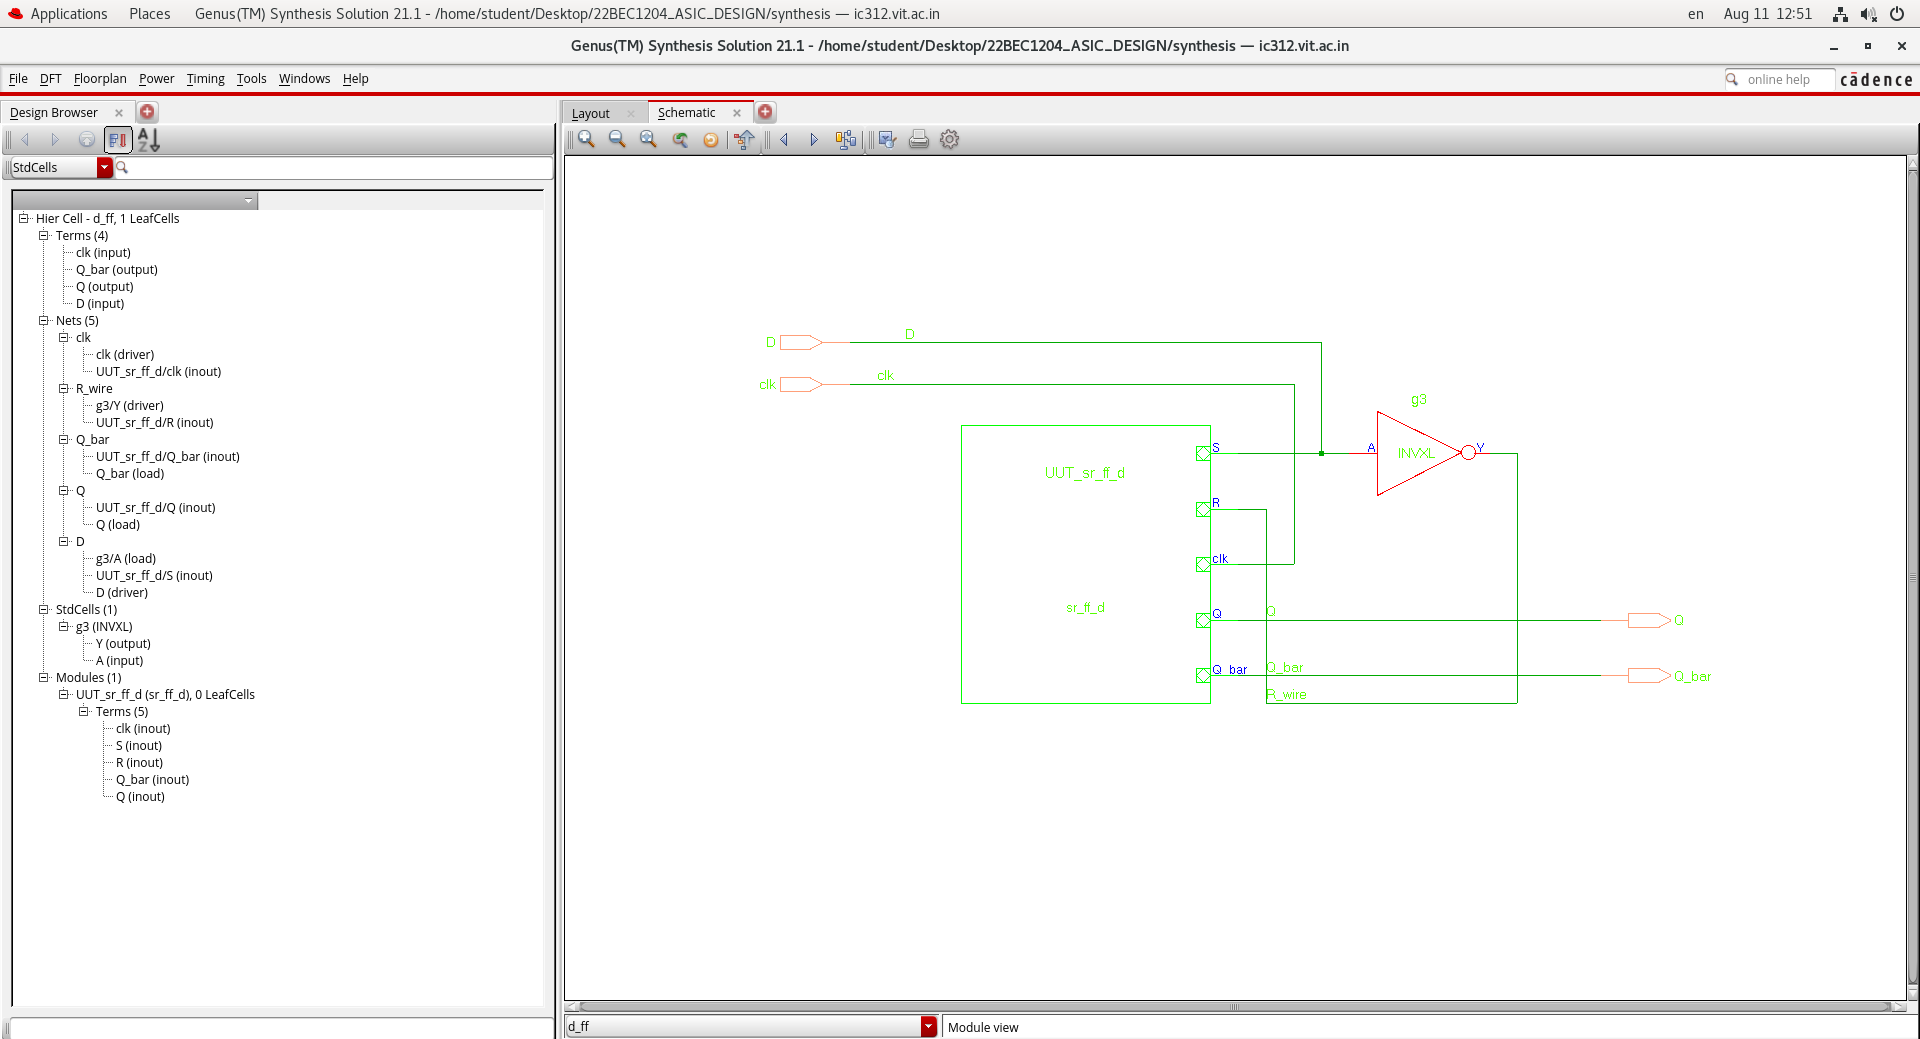 Applications Places Genus(TM) Synthesis Solution 21.1 - /home/student/Desktop/22BEC1204_ASIC_DESIGN/synthesis — ic312.vit.ac.in en Aug 11 12:51
Genus(TM) Synthesis Solution 21.1 - /home/student/Desktop/22BEC1204_ASIC_DESIGN/synthesis — ic312.vit.ac.in
File DFT Floorplan Power Timing Tools Windows Help online help cādence
Design Browser
StdCells
Hier Cell - d_ff, 1 LeafCells
Terms (4)
clk (input)
Q_bar (output)
Q (output)
D (input)
Nets (5)
clk
clk (driver)
UUT_sr_ff_d/clk (inout)
R_wire
g3/Y (driver)
UUT_sr_ff_d/R (inout)
Q_bar
UUT_sr_ff_d/Q_bar (inout)
Q_bar (load)
Q
UUT_sr_ff_d/Q (inout)
Q (load)
D
g3/A (load)
UUT_sr_ff_d/S (inout)
D (driver)
StdCells (1)
g3 (INVXL)
Y (output)
A (input)
Modules (1)
UUT_sr_ff_d (sr_ff_d), 0 LeafCells
Terms (5)
clk (inout)
S (inout)
R (inout)
Q_bar (inout)
Q (inout)
Layout Schematic
D D
clk clk
g3
S A INVXL Y
UUT_sr_ff_d
R
clk
sr_ff_d
Q Q Q
Q_bar Q_bar Q_bar
R_wire
d_ff Module view